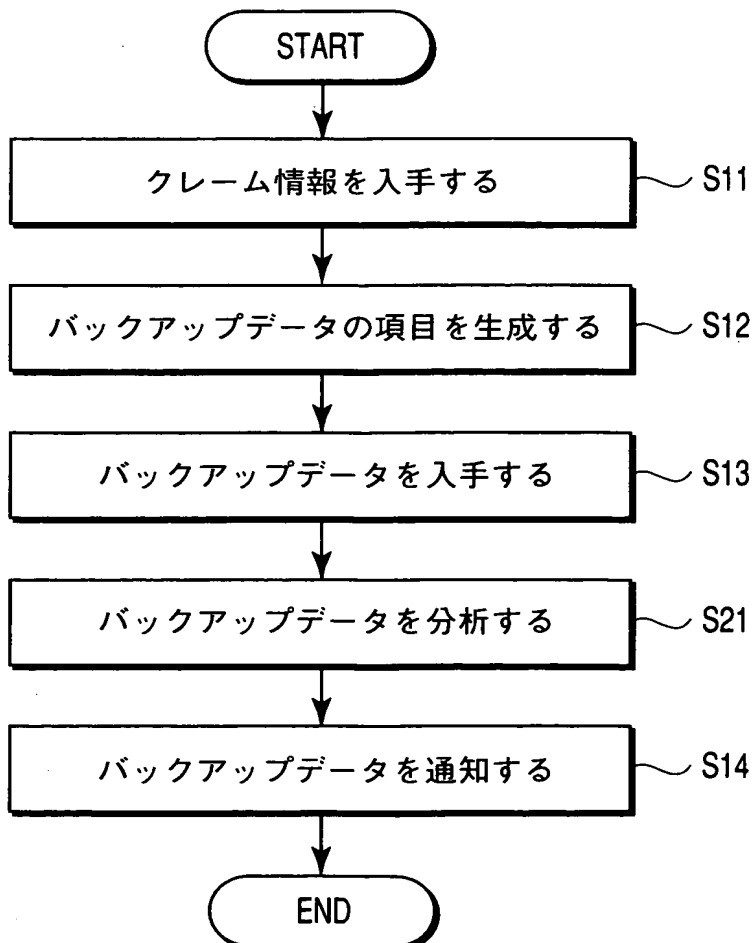 START
クレーム情報を入手する
S11
バックアップデータの項目を生成する
S12
バックアップデータを入手する
S13
バックアップデータを分析する
S21
バックアップデータを通知する
S14
END